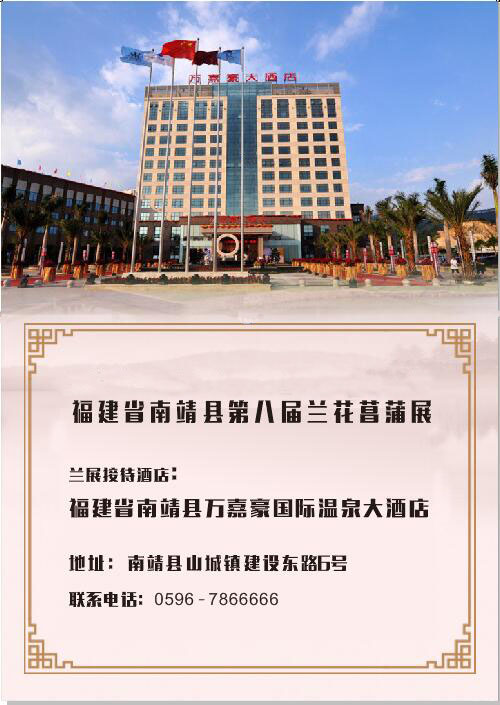 万嘉豪大酒店
福建省南靖县第八届兰花菖蒲展
兰展接待酒店：
福建省南靖县万嘉豪国际温泉大酒店
地址：南靖县山城镇建设东路6号
联系电话：0596-7866666